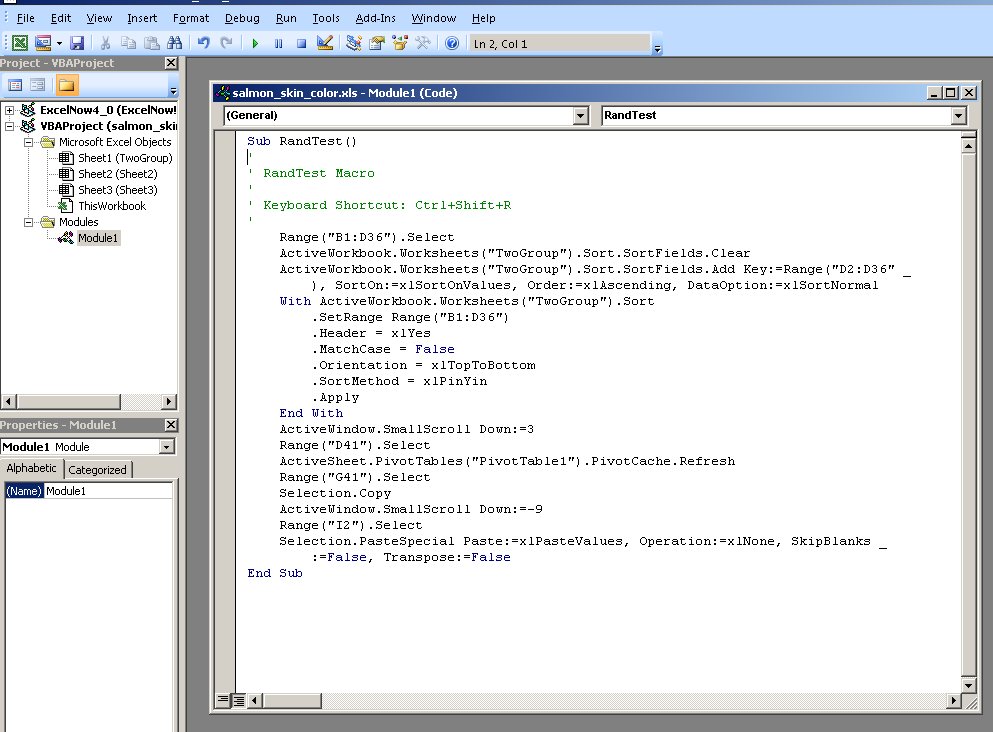 File Edit View Insert Format Debug Run Tools Add-Ins Window Help
Ln 2, Col 1
Project - VBAProject
ExcelNow4_0 (ExcelNow!
VBAProject (salmon_ski
Microsoft Excel Objects
Sheet1 (TwoGroup)
Sheet2 (Sheet2)
Sheet3 (Sheet3)
ThisWorkbook
Modules
Module1
Properties - Module1
Module1 Module
Alphabetic Categorized
(Name) Module1
salmon_skin_color.xls - Module1 (Code)
(General) RandTest
Sub RandTest()
'
' RandTest Macro
'
' Keyboard Shortcut: Ctrl+Shift+R
'
    Range("B1:D36").Select
    ActiveWorkbook.Worksheets("TwoGroup").Sort.SortFields.Clear
    ActiveWorkbook.Worksheets("TwoGroup").Sort.SortFields.Add Key:=Range("D2:D36" _
        ), SortOn:=xlSortOnValues, Order:=xlAscending, DataOption:=xlSortNormal
    With ActiveWorkbook.Worksheets("TwoGroup").Sort
        .SetRange Range("B1:D36")
        .Header = xlYes
        .MatchCase = False
        .Orientation = xlTopToBottom
        .SortMethod = xlPinYin
        .Apply
    End With
    ActiveWindow.SmallScroll Down:=3
    Range("D41").Select
    ActiveSheet.PivotTables("PivotTable1").PivotCache.Refresh
    Range("G41").Select
    Selection.Copy
    ActiveWindow.SmallScroll Down:=-9
    Range("I2").Select
    Selection.PasteSpecial Paste:=xlPasteValues, Operation:=xlNone, SkipBlanks _
        :=False, Transpose:=False
End Sub